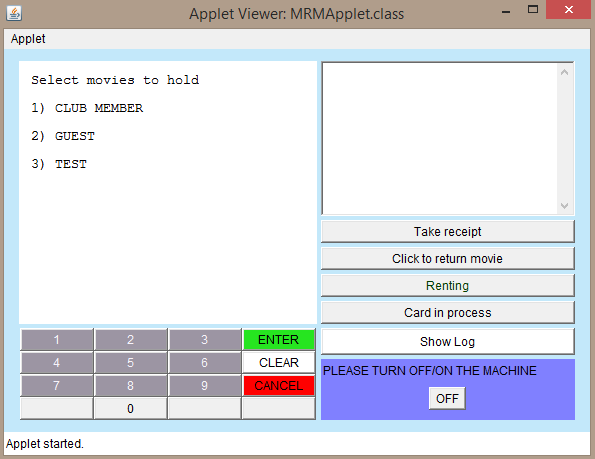 Applet Viewer: MRMApplet.class
Applet
Select movies to hold
1) CLUB MEMBER
2) GUEST
3) TEST
Take receipt
Click to return movie
Renting
Card in process
Show Log
1 2 3 ENTER
4 5 6 CLEAR
7 8 9 CANCEL
0
PLEASE TURN OFF/ON THE MACHINE
OFF
Applet started.